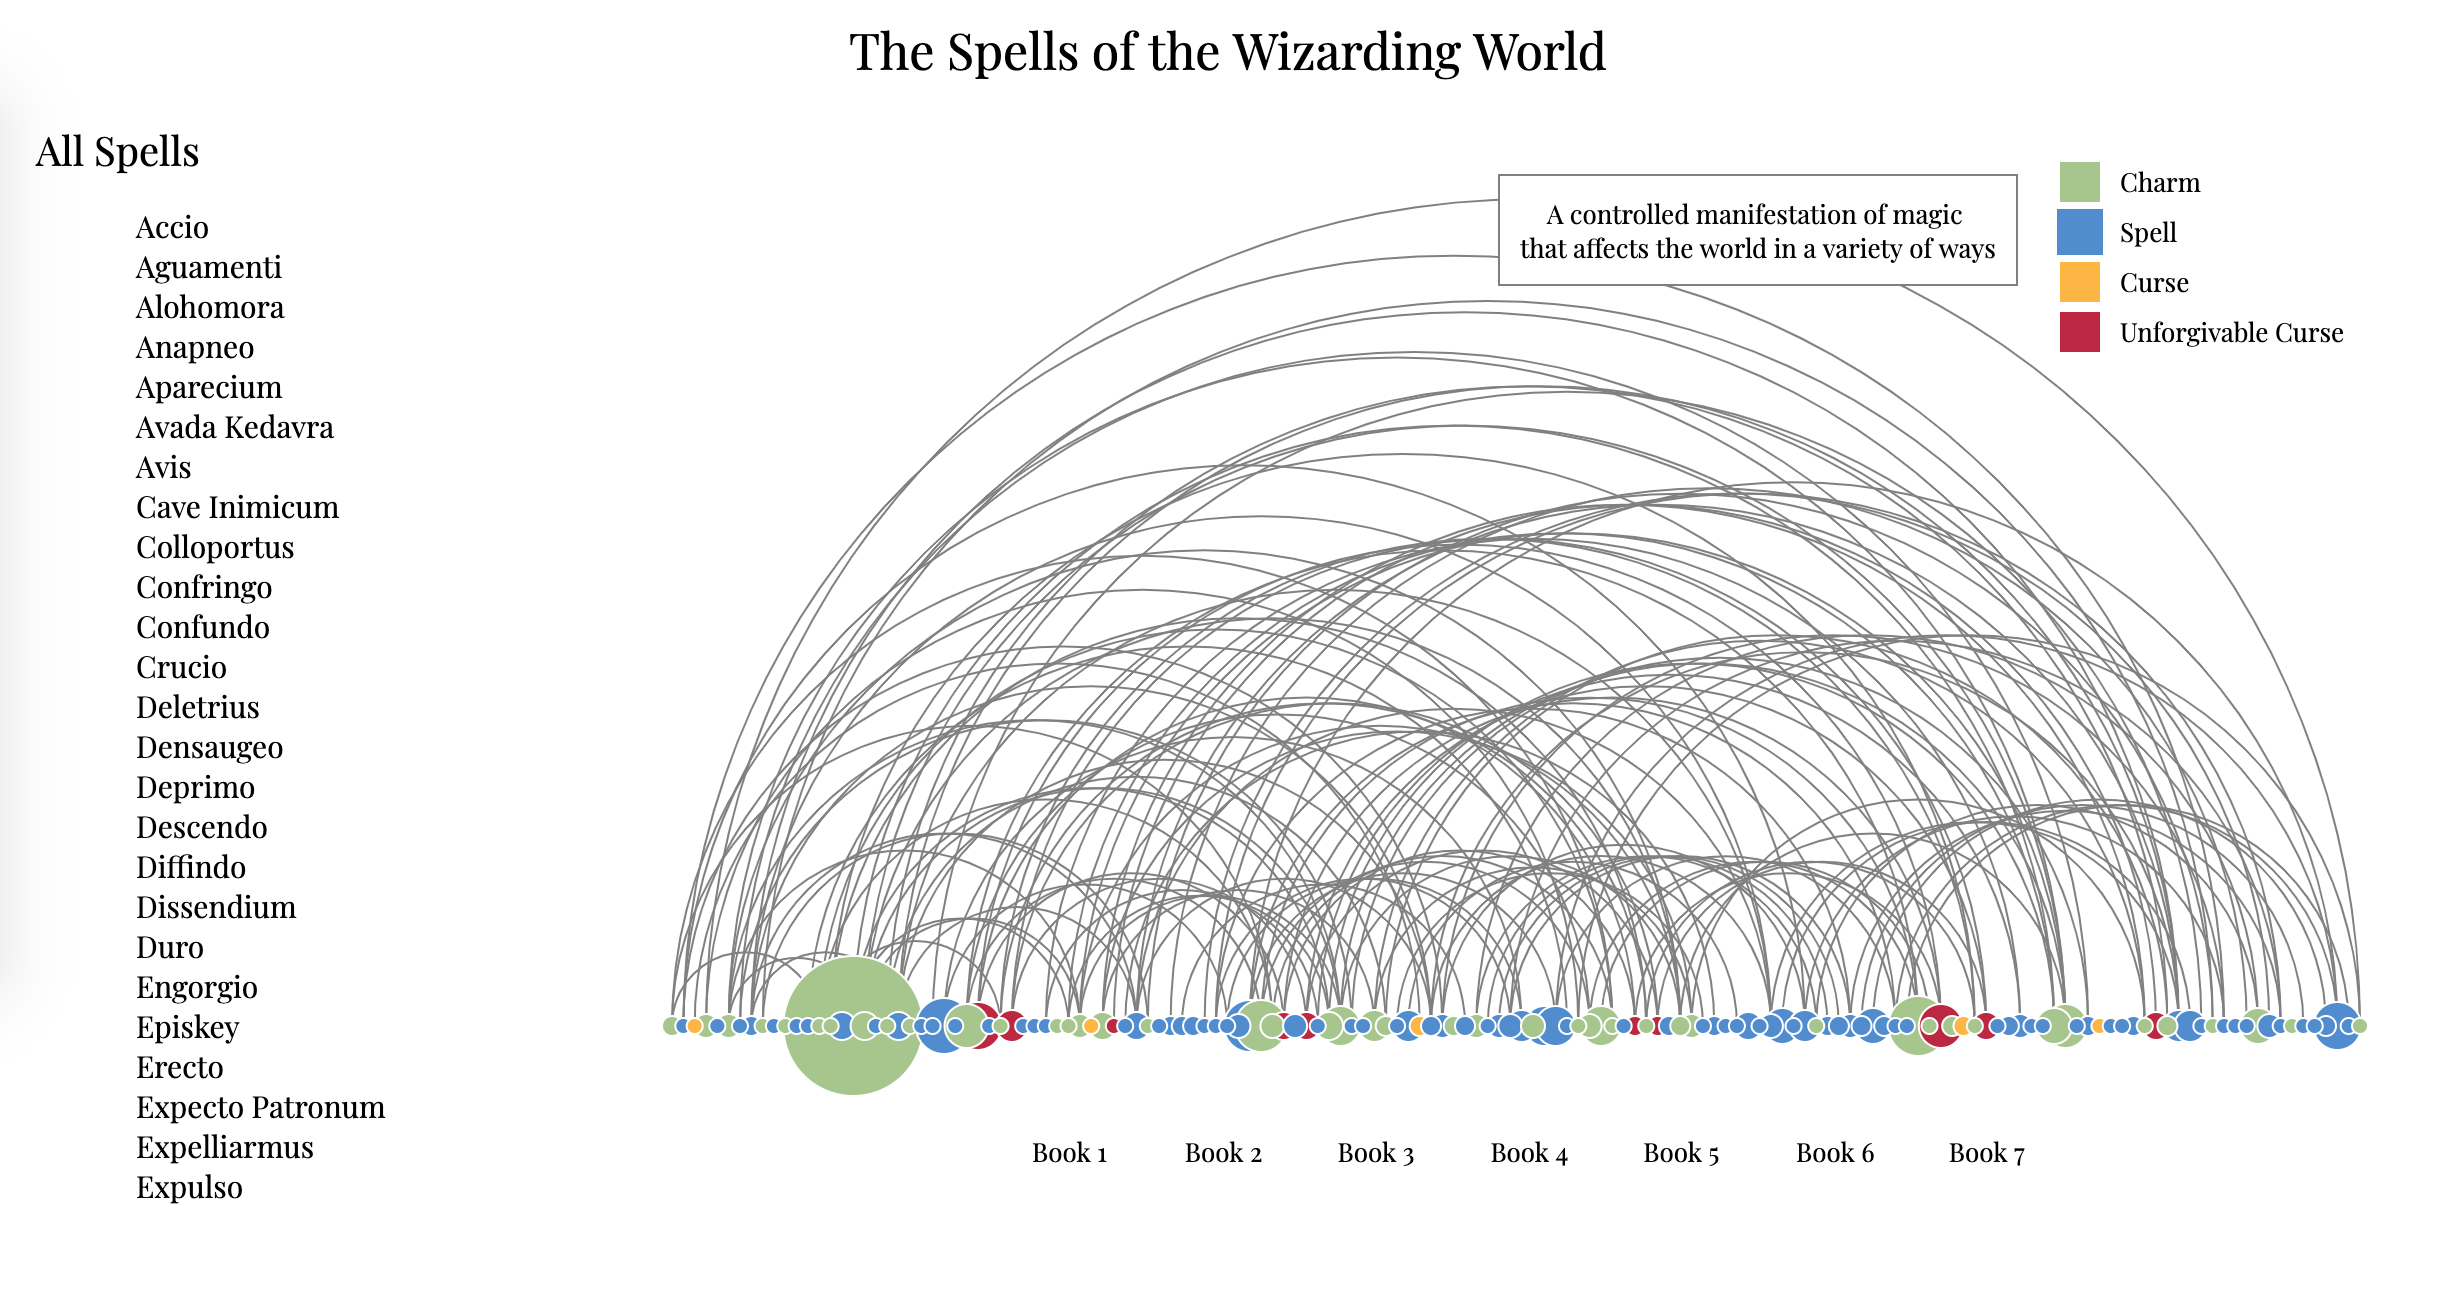 The Spells of the Wizarding World
All Spells
Accio
Aguamenti
Alohomora
Anapneo
Aparecium
Avada Kedavra
Avis
Cave Inimicum
Colloportus
Confringo
Confundo
Crucio
Deletrius
Densaugeo
Deprimo
Descendo
Diffindo
Dissendium
Duro
Engorgio
Episkey
Erecto
Expecto Patronum
Expelliarmus
Expulso
A controlled manifestation of magic
that affects the world in a variety of ways
Charm
Spell
Curse
Unforgivable Curse
Book 1 Book 2 Book 3 Book 4 Book 5 Book 6 Book 7